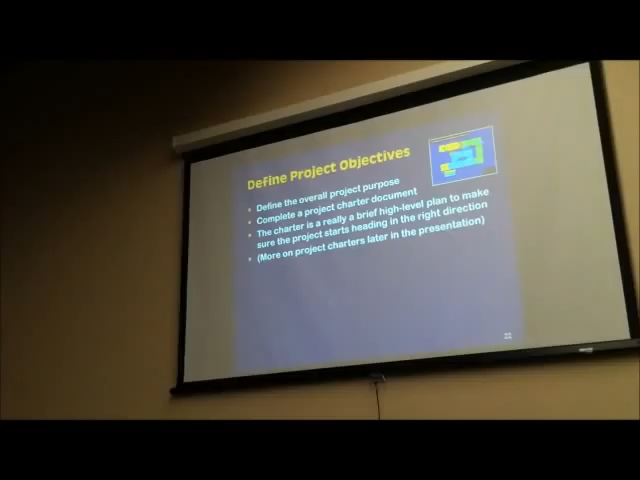 Define Project Objectives
Define the overall project purpose
Complete a project charter document
The charter is a really a brief high-level plan to make
sure the project starts heading in the right direction
(More on project charters later in the presentation)